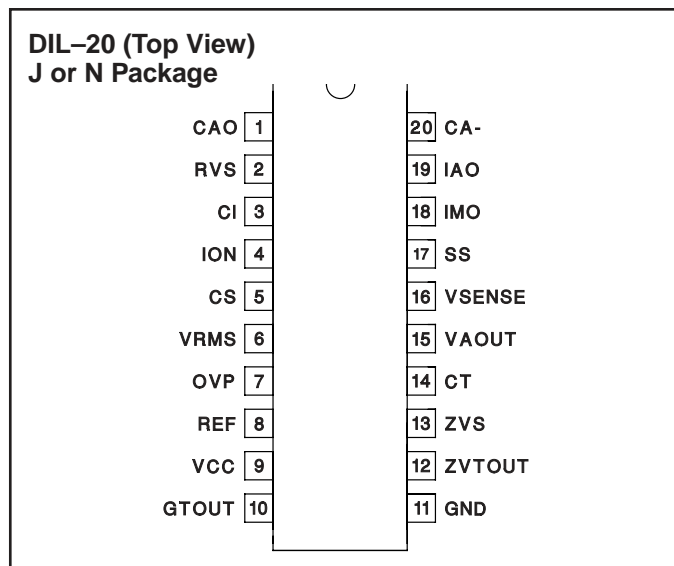 DIL–20 (Top View)
J or N Package
CAO 1 20 CA-
RVS 2 19 IAO
CI 3 18 IMO
ION 4 17 SS
CS 5 16 VSENSE
VRMS 6 15 VAOUT
OVP 7 14 CT
REF 8 13 ZVS
VCC 9 12 ZVTOUT
GTOUT 10 11 GND